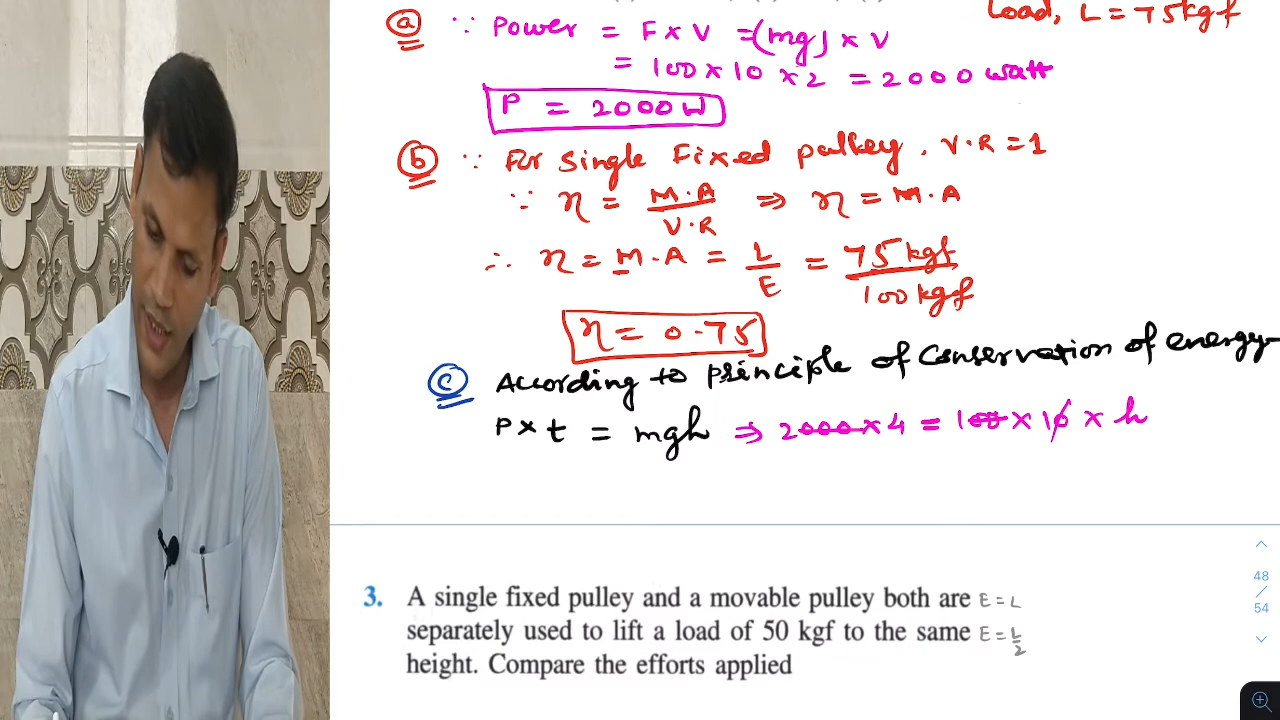 Load, L = 75kgf
(a) ∵ Power = F × V = (mg) × V
= 100 × 10 × 2 = 2000 watt
P = 2000 W
(b) ∵ For single Fixed pulley, V.R = 1
∵ η = M.A / V.R ⇒ η = M.A
∴ η = M.A = L / E = 75 kgf / 100 kgf
η = 0.75
(c) According to principle of Conservation of energy-
P × t = mgh ⇒ 2000 × 4 = 100 × 10 × h
3. A single fixed pulley and a movable pulley both are E = L
separately used to lift a load of 50 kgf to the same E = L/2
height. Compare the efforts applied
48
/
54